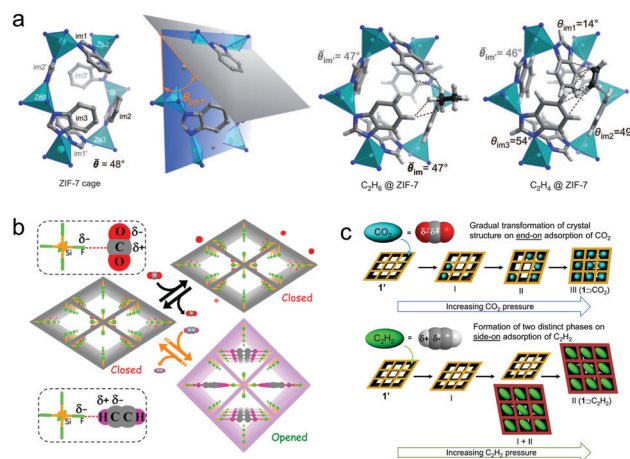 a
im1
Zn2
im2'
im3'
Zn1
im3
im2
Zn3
im1'
θ̄ = 48°
ZIF-7 cage
θim1
θ̄im' = 47°
θ̄im = 47°
C2H6 @ ZIF-7
θim1=14°
θ̄im' = 46°
θim2=49
θim3=54°
C2H4 @ ZIF-7
b
O δ-
δ-
Si F C δ+
O
Closed
Closed
δ+ δ-
δ-
Si F H C C H
Opened
c
CO2 = δ- δ+
Gradual transformation of crystal
structure on end-on adsorption of CO2
1' I II III (1⊃CO2)
Increasing CO2 pressure
C2H2 = δ+ δ-
Formation of two distinct phases on
side-on adsorption of C2H2
1' I I + II II (1⊃C2H2)
Increasing C2H2 pressure